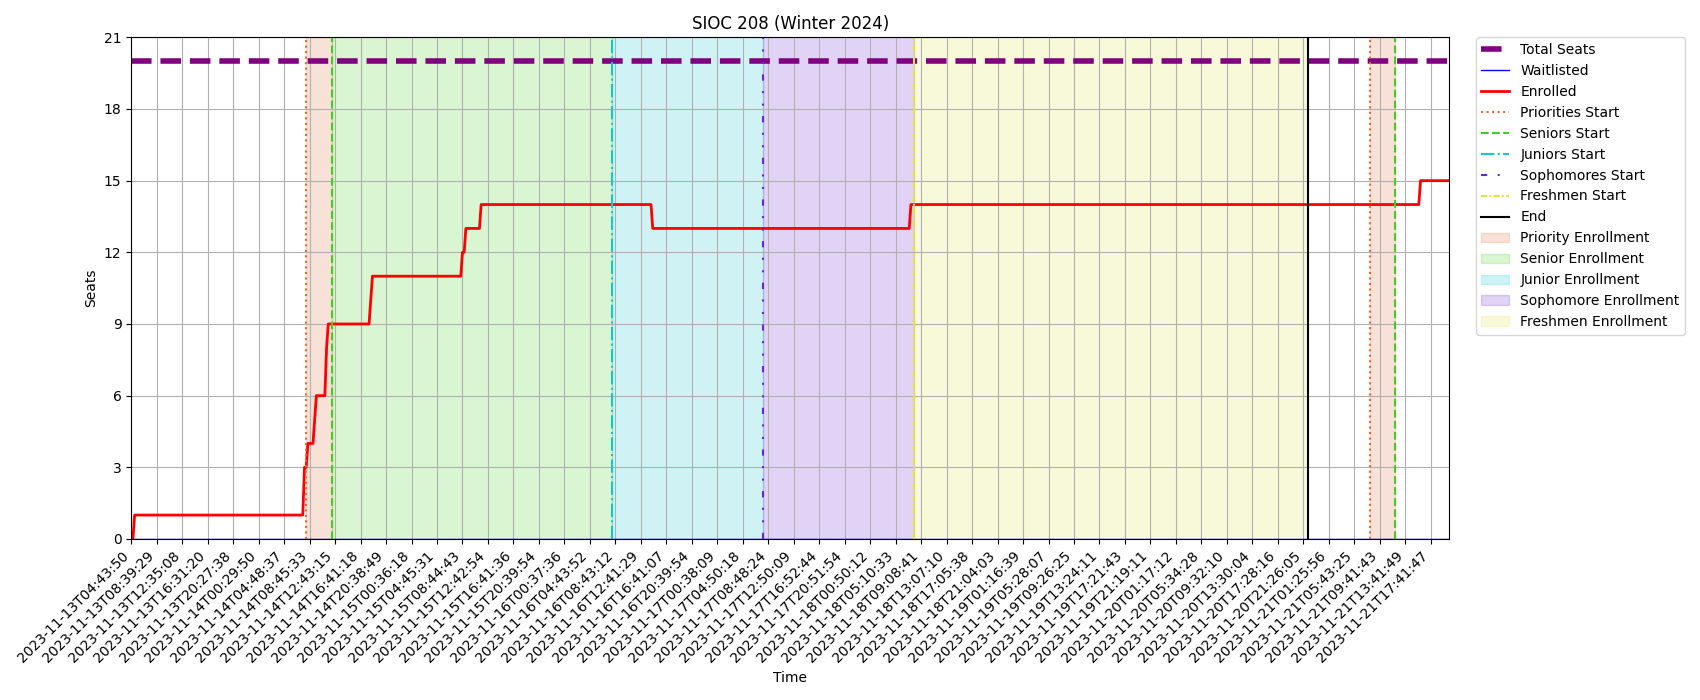 SIOC 208 (Winter 2024)
21
18
15
12
9
6
3
0
Seats
2023-11-13T04:43:50
2023-11-13T08:39:29
2023-11-13T12:35:08
2023-11-13T16:31:20
2023-11-13T20:27:38
2023-11-14T00:29:50
2023-11-14T04:48:37
2023-11-14T08:45:33
2023-11-14T12:43:15
2023-11-14T16:41:18
2023-11-14T20:38:49
2023-11-15T00:36:18
2023-11-15T04:45:31
2023-11-15T08:44:43
2023-11-15T12:42:54
2023-11-15T16:41:36
2023-11-15T20:39:54
2023-11-16T00:37:36
2023-11-16T04:43:52
2023-11-16T08:43:12
2023-11-16T12:41:29
2023-11-16T16:41:07
2023-11-16T20:39:54
2023-11-17T00:38:09
2023-11-17T04:50:18
2023-11-17T08:48:24
2023-11-17T12:50:09
2023-11-17T16:52:44
2023-11-17T20:51:54
2023-11-18T00:50:12
2023-11-18T05:10:33
2023-11-18T09:08:41
2023-11-18T13:07:10
2023-11-18T17:05:38
2023-11-18T21:04:03
2023-11-19T01:16:39
2023-11-19T05:28:07
2023-11-19T09:26:25
2023-11-19T13:24:11
2023-11-19T17:21:43
2023-11-19T21:19:11
2023-11-20T01:17:12
2023-11-20T05:34:28
2023-11-20T09:32:10
2023-11-20T13:30:04
2023-11-20T17:28:16
2023-11-20T21:26:05
2023-11-21T01:25:56
2023-11-21T05:43:25
2023-11-21T09:41:43
2023-11-21T13:41:49
2023-11-21T17:41:47
Time
Total Seats
Waitlisted
Enrolled
Priorities Start
Seniors Start
Juniors Start
Sophomores Start
Freshmen Start
End
Priority Enrollment
Senior Enrollment
Junior Enrollment
Sophomore Enrollment
Freshmen Enrollment